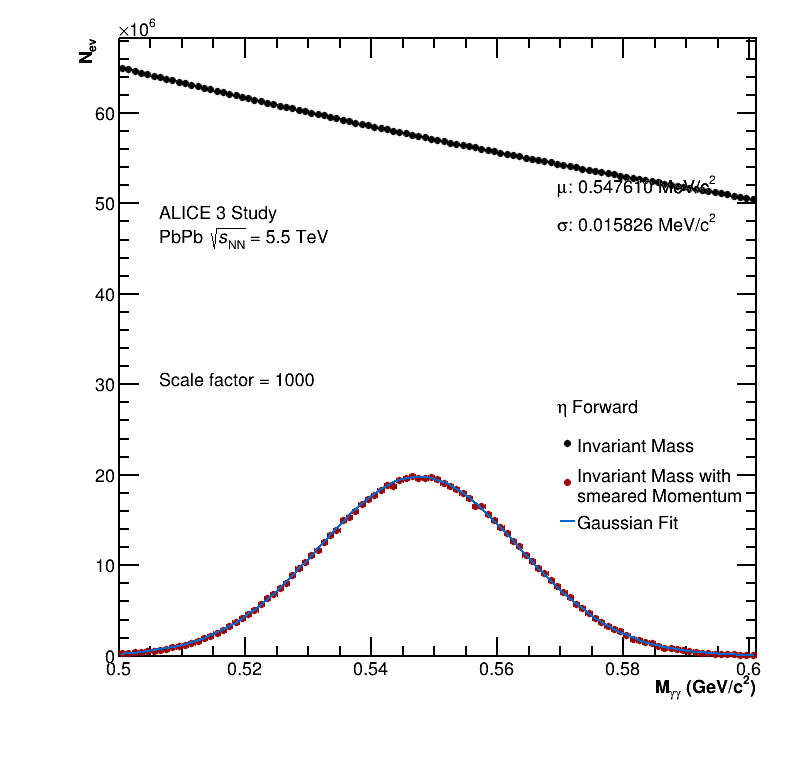 ×10⁶
N_ev
60
50
40
30
20
10
0
μ: 0.547610 MeV/c²
σ: 0.015826 MeV/c²
ALICE 3 Study
PbPb √s_NN = 5.5 TeV
Scale factor = 1000
η Forward
Invariant Mass
Invariant Mass with
smeared Momentum
Gaussian Fit
0.5 0.52 0.54 0.56 0.58 0.6
M_γγ (GeV/c²)